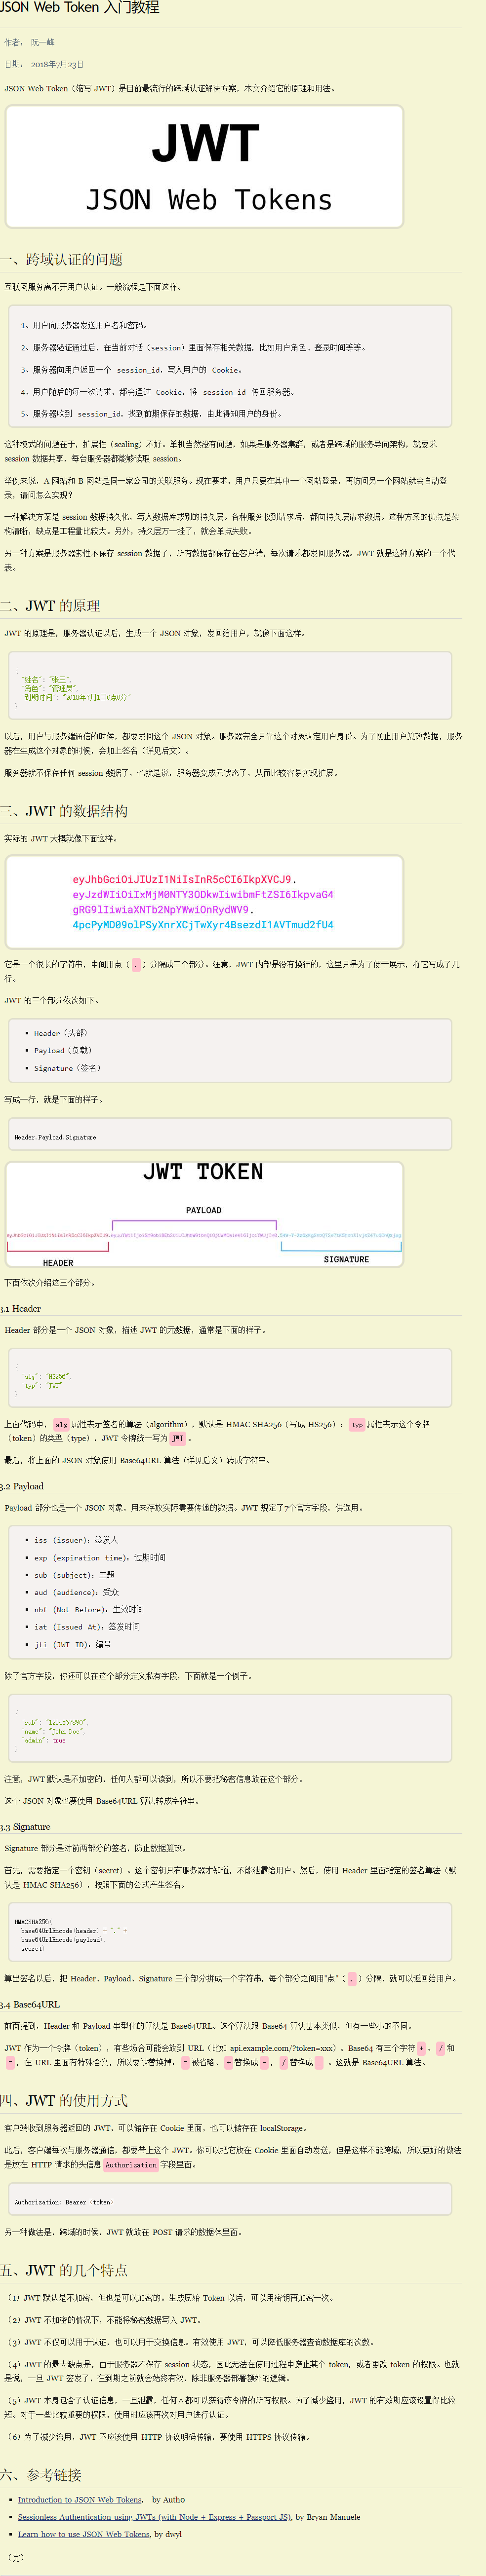 JSON Web Token 入门教程
作者： 阮一峰
日期： 2018年7月23日
JSON Web Token（缩写 JWT）是目前最流行的跨域认证解决方案，本文介绍它的原理和用法。
JWT
JSON Web Tokens
一、跨域认证的问题
互联网服务离不开用户认证。一般流程是下面这样。
1、用户向服务器发送用户名和密码。
2、服务器验证通过后，在当前对话（session）里面保存相关数据，比如用户角色、登录时间等等。
3、服务器向用户返回一个 session_id，写入用户的 Cookie。
4、用户随后的每一次请求，都会通过 Cookie，将 session_id 传回服务器。
5、服务器收到 session_id，找到前期保存的数据，由此得知用户的身份。
这种模式的问题在于，扩展性（scaling）不好。单机当然没有问题，如果是服务器集群，或者是跨域的服务导向架构，就要求
session 数据共享，每台服务器都能够读取 session。
举例来说，A 网站和 B 网站是同一家公司的关联服务。现在要求，用户只要在其中一个网站登录，再访问另一个网站就会自动登
录，请问怎么实现？
一种解决方案是 session 数据持久化，写入数据库或别的持久层。各种服务收到请求后，都向持久层请求数据。这种方案的优点是架
构清晰，缺点是工程量比较大。另外，持久层万一挂了，就会单点失败。
另一种方案是服务器索性不保存 session 数据了，所有数据都保存在客户端，每次请求都发回服务器。JWT 就是这种方案的一个代
表。
二、JWT 的原理
JWT 的原理是，服务器认证以后，生成一个 JSON 对象，发回给用户，就像下面这样。
{
"姓名": "张三",
"角色": "管理员",
"到期时间": "2018年7月1日0点0分"
}
以后，用户与服务端通信的时候，都要发回这个 JSON 对象。服务器完全只靠这个对象认定用户身份。为了防止用户篡改数据，服务
器在生成这个对象的时候，会加上签名（详见后文）。
服务器就不保存任何 session 数据了，也就是说，服务器变成无状态了，从而比较容易实现扩展。
三、JWT 的数据结构
实际的 JWT 大概就像下面这样。
eyJhbGciOiJIUzI1NiIsInR5cCI6IkpXVCJ9.
eyJzdWIiOiIxMjM0NTY3ODkwIiwibmFtZSI6IkpvaG4
gRG9lIiwiaXNTb2NpYWwiOnRydWV9.
4pcPyMD09olPSyXnrXCjTwXyr4BsezdI1AVTmud2fU4
它是一个很长的字符串，中间用点（ . ）分隔成三个部分。注意，JWT 内部是没有换行的，这里只是为了便于展示，将它写成了几
行。
JWT 的三个部分依次如下。
Header（头部）
Payload（负载）
Signature（签名）
写成一行，就是下面的样子。
Header.Payload.Signature
JWT TOKEN
PAYLOAD
HEADER
SIGNATURE
下面依次介绍这三个部分。
3.1 Header
Header 部分是一个 JSON 对象，描述 JWT 的元数据，通常是下面的样子。
{
"alg": "HS256",
"typ": "JWT"
}
上面代码中， alg 属性表示签名的算法（algorithm），默认是 HMAC SHA256（写成 HS256）； typ 属性表示这个令牌
（token）的类型（type），JWT 令牌统一写为 JWT 。
最后，将上面的 JSON 对象使用 Base64URL 算法（详见后文）转成字符串。
3.2 Payload
Payload 部分也是一个 JSON 对象，用来存放实际需要传递的数据。JWT 规定了7个官方字段，供选用。
iss (issuer)：签发人
exp (expiration time)：过期时间
sub (subject)：主题
aud (audience)：受众
nbf (Not Before)：生效时间
iat (Issued At)：签发时间
jti (JWT ID)：编号
除了官方字段，你还可以在这个部分定义私有字段，下面就是一个例子。
{
"sub": "1234567890",
"name": "John Doe",
"admin": true
}
注意，JWT 默认是不加密的，任何人都可以读到，所以不要把秘密信息放在这个部分。
这个 JSON 对象也要使用 Base64URL 算法转成字符串。
3.3 Signature
Signature 部分是对前两部分的签名，防止数据篡改。
首先，需要指定一个密钥（secret）。这个密钥只有服务器才知道，不能泄露给用户。然后，使用 Header 里面指定的签名算法（默
认是 HMAC SHA256），按照下面的公式产生签名。
HMACSHA256(
base64UrlEncode(header) + "." +
base64UrlEncode(payload),
secret)
算出签名以后，把 Header、Payload、Signature 三个部分拼成一个字符串，每个部分之间用"点"（ . ）分隔，就可以返回给用户。
3.4 Base64URL
前面提到，Header 和 Payload 串型化的算法是 Base64URL。这个算法跟 Base64 算法基本类似，但有一些小的不同。
JWT 作为一个令牌（token），有些场合可能会放到 URL（比如 api.example.com/?token=xxx）。Base64 有三个字符 + 、 / 和
= ，在 URL 里面有特殊含义，所以要被替换掉： = 被省略、 + 替换成 - ， / 替换成 _ 。这就是 Base64URL 算法。
四、JWT 的使用方式
客户端收到服务器返回的 JWT，可以储存在 Cookie 里面，也可以储存在 localStorage。
此后，客户端每次与服务器通信，都要带上这个 JWT。你可以把它放在 Cookie 里面自动发送，但是这样不能跨域，所以更好的做法
是放在 HTTP 请求的头信息 Authorization 字段里面。
Authorization: Bearer <token>
另一种做法是，跨域的时候，JWT 就放在 POST 请求的数据体里面。
五、JWT 的几个特点
（1）JWT 默认是不加密，但也是可以加密的。生成原始 Token 以后，可以用密钥再加密一次。
（2）JWT 不加密的情况下，不能将秘密数据写入 JWT。
（3）JWT 不仅可以用于认证，也可以用于交换信息。有效使用 JWT，可以降低服务器查询数据库的次数。
（4）JWT 的最大缺点是，由于服务器不保存 session 状态，因此无法在使用过程中废止某个 token，或者更改 token 的权限。也就
是说，一旦 JWT 签发了，在到期之前就会始终有效，除非服务器部署额外的逻辑。
（5）JWT 本身包含了认证信息，一旦泄露，任何人都可以获得该令牌的所有权限。为了减少盗用，JWT 的有效期应该设置得比较
短。对于一些比较重要的权限，使用时应该再次对用户进行认证。
（6）为了减少盗用，JWT 不应该使用 HTTP 协议明码传输，要使用 HTTPS 协议传输。
六、参考链接
Introduction to JSON Web Tokens， by Auth0
Sessionless Authentication using JWTs (with Node + Express + Passport JS), by Bryan Manuele
Learn how to use JSON Web Tokens, by dwyl
（完）